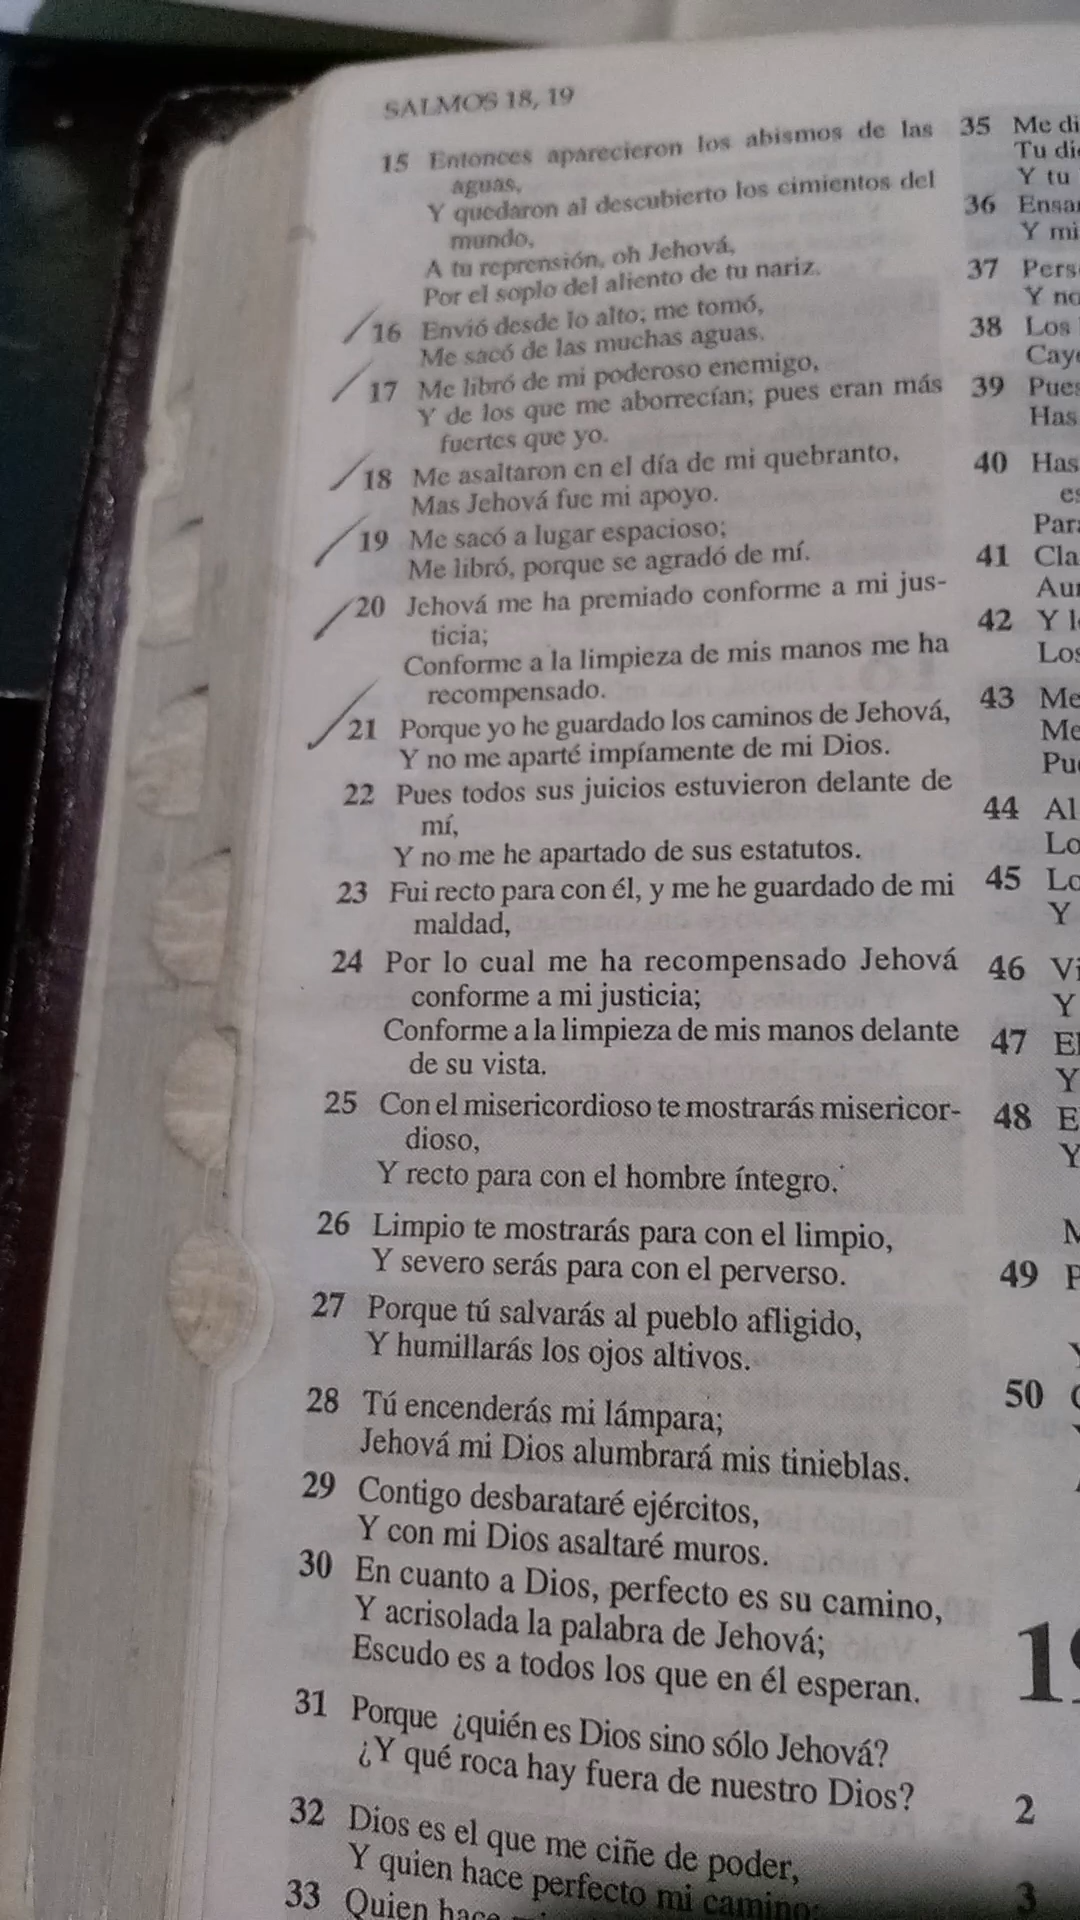 SALMOS 18, 19
15 Entonces aparecieron los abismos de las
aguas,
Y quedaron al descubierto los cimientos del
mundo,
A tu reprensión, oh Jehová,
Por el soplo del aliento de tu nariz.
16 Envió desde lo alto; me tomó,
Me sacó de las muchas aguas.
17 Me libró de mi poderoso enemigo,
Y de los que me aborrecían; pues eran más
fuertes que yo.
18 Me asaltaron en el día de mi quebranto,
Mas Jehová fue mi apoyo.
19 Me sacó a lugar espacioso;
Me libró, porque se agradó de mí.
20 Jehová me ha premiado conforme a mi jus-
ticia;
Conforme a la limpieza de mis manos me ha
recompensado.
21 Porque yo he guardado los caminos de Jehová,
Y no me aparté impíamente de mi Dios.
22 Pues todos sus juicios estuvieron delante de
mí,
Y no me he apartado de sus estatutos.
23 Fui recto para con él, y me he guardado de mi
maldad,
24 Por lo cual me ha recompensado Jehová
conforme a mi justicia;
Conforme a la limpieza de mis manos delante
de su vista.
25 Con el misericordioso te mostrarás misericor-
dioso,
Y recto para con el hombre íntegro.
26 Limpio te mostrarás para con el limpio,
Y severo serás para con el perverso.
27 Porque tú salvarás al pueblo afligido,
Y humillarás los ojos altivos.
28 Tú encenderás mi lámpara;
Jehová mi Dios alumbrará mis tinieblas.
29 Contigo desbarataré ejércitos,
Y con mi Dios asaltaré muros.
30 En cuanto a Dios, perfecto es su camino,
Y acrisolada la palabra de Jehová;
Escudo es a todos los que en él esperan.
31 Porque ¿quién es Dios sino sólo Jehová?
¿Y qué roca hay fuera de nuestro Dios?
32 Dios es el que me ciñe de poder,
Y quien hace perfecto mi camino;
33 Quien hace
35 Me
Y tu
36
Y mi
37
Y
38 Los
39
Has
40 Has
41
42 Y
Los
43 Me
Me
44 Al
45
Y
46
Y
47
Y
48
Y
49
50
2
3